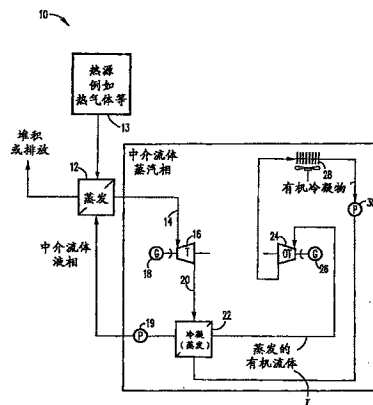 10
热源
例如
热气体等
13
堆积
或排放
12
蒸发
中介流体
蒸汽相
14
16
T
G
18
中介流体
液相
20
19
P
冷凝
(蒸发)
22
28
有机冷凝物
P
30
24
OT
G
26
蒸发的
有机流体